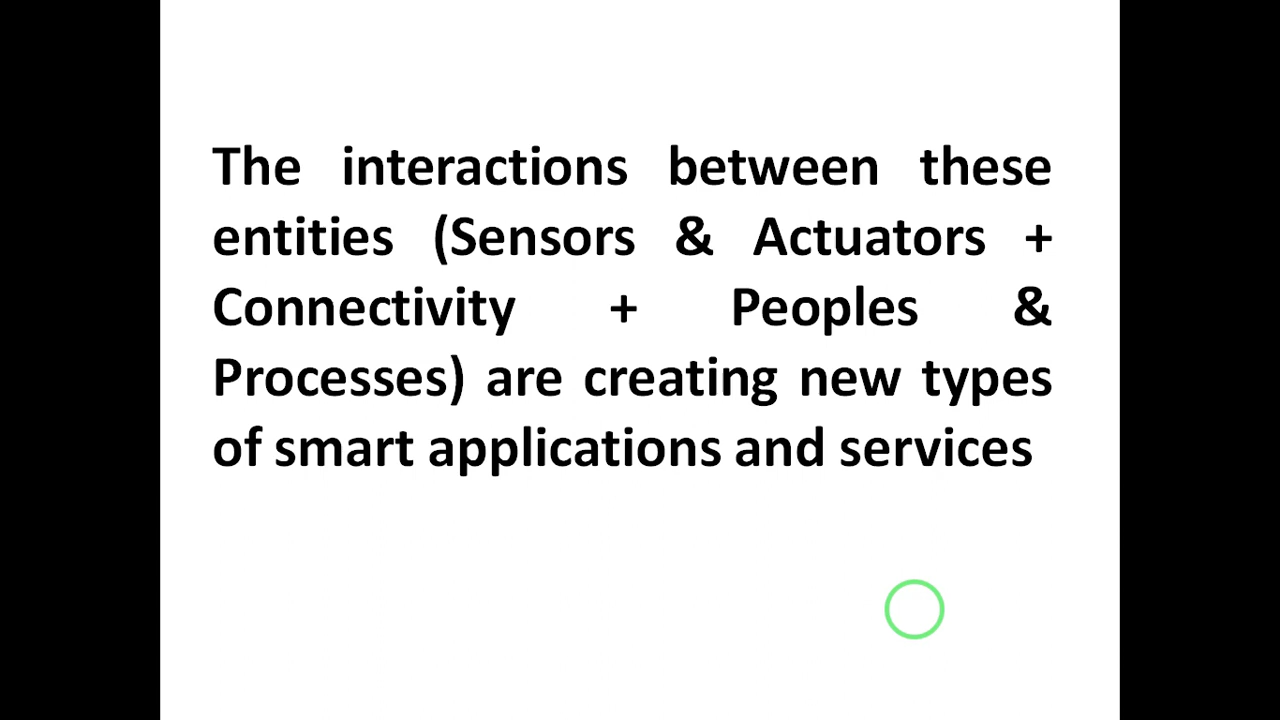 The interactions between these
entities (Sensors & Actuators +
Connectivity + Peoples &
Processes) are creating new types
of smart applications and services